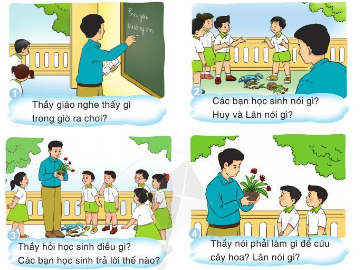 1
Thầy giáo nghe thấy gì
trong giờ ra chơi?
2
Các bạn học sinh nói gì?
Huy và Lân nói gì?
3
Thầy hỏi học sinh điều gì?
Các bạn học sinh trả lời thế nào?
4
Thầy nói phải làm gì để cứu
cây hoa? Lân nói gì?